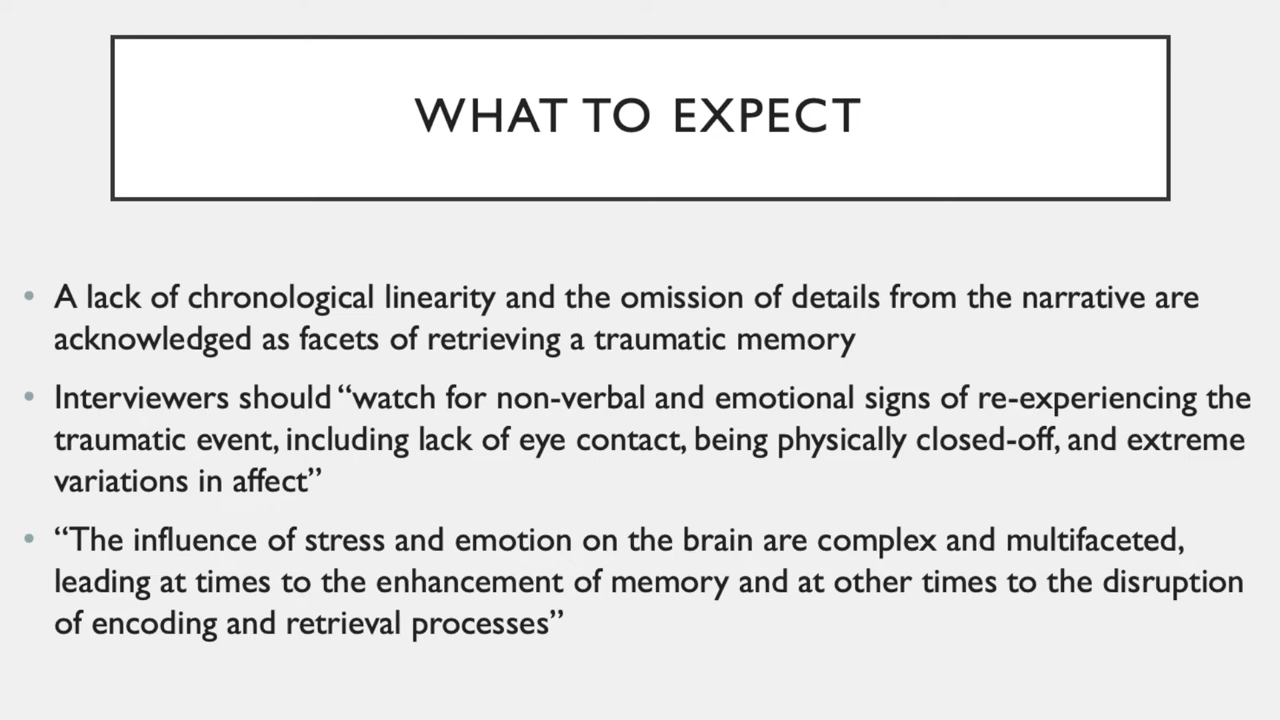 WHAT TO EXPECT
• A lack of chronological linearity and the omission of details from the narrative are
acknowledged as facets of retrieving a traumatic memory
• Interviewers should “watch for non-verbal and emotional signs of re-experiencing the
traumatic event, including lack of eye contact, being physically closed-off, and extreme
variations in affect”
• “The influence of stress and emotion on the brain are complex and multifaceted,
leading at times to the enhancement of memory and at other times to the disruption
of encoding and retrieval processes”